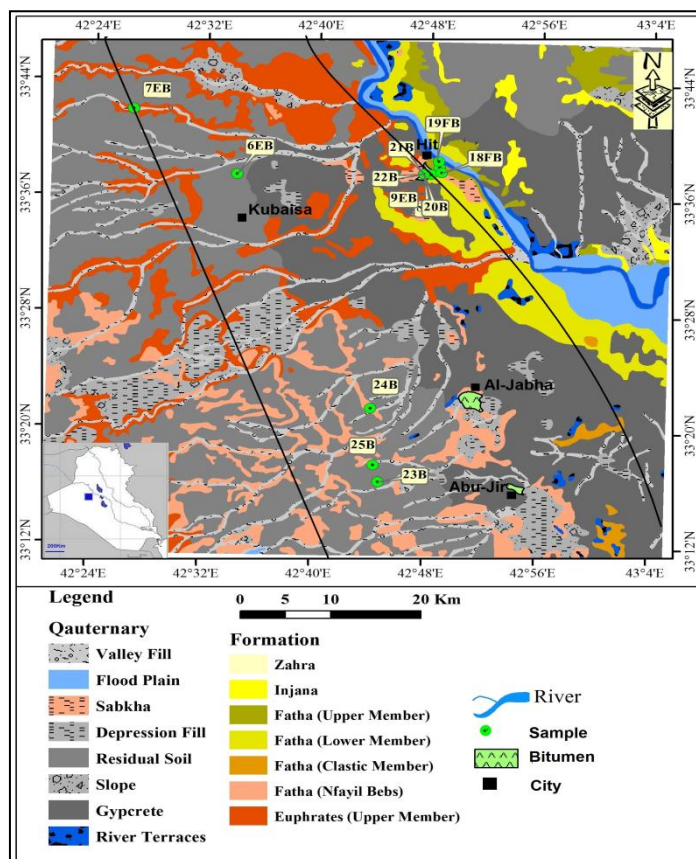 42°24'E 42°32'E 42°40'E 42°48'E 42°56'E 43°4'E
33°44'N
33°44'N
N
7EB
19FB
21B
Hit
6EB
18FB
22B
33°36'N
33°36'N
9EB
20B
Kubaisa
33°28'N
33°28'N
24B
Al-Jabha
33°20'N
33°20'N
25B
23B
Abu-Jir
200Km
33°12'N
33°12'N
42°24'E 42°32'E 42°40'E 42°48'E 42°56'E 43°4'E
Legend
0 5 10 20 Km
Qauternary
Valley Fill
Flood Plain
Sabkha
Depression Fill
Residual Soil
Slope
Gypcrete
River Terraces
Formation
Zahra
Injana
Fatha (Upper Member)
Fatha (Lower Member)
Fatha (Clastic Member)
Fatha (Nfayil Bebs)
Euphrates (Upper Member)
River
Sample
Bitumen
City